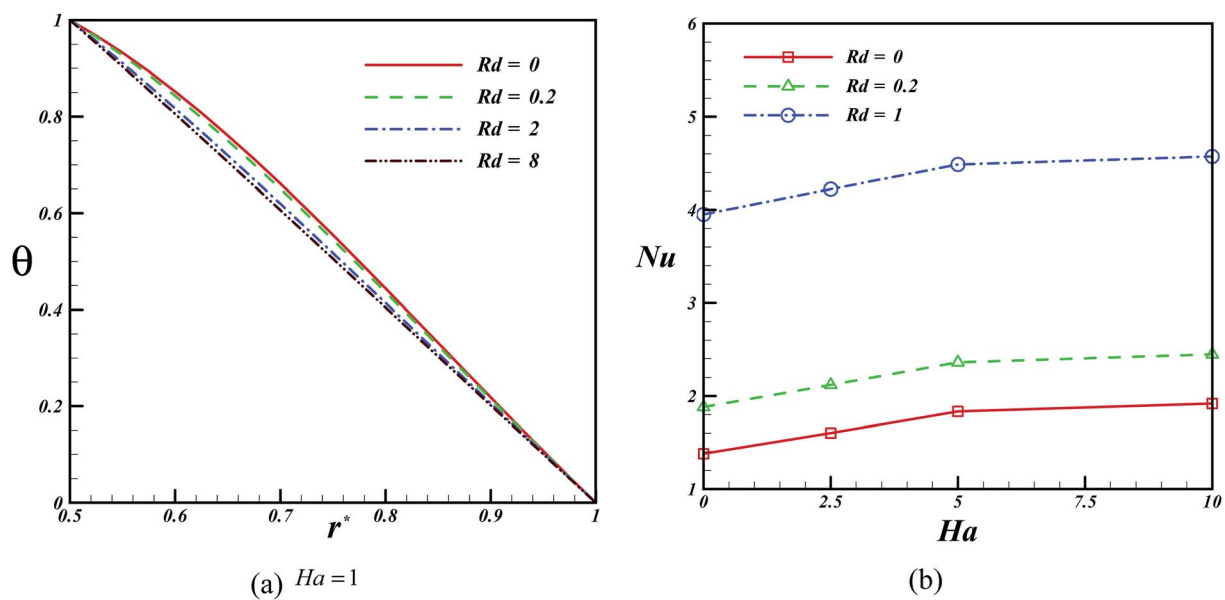 1
0.8
0.6
0.4
0.2
0
θ
0.5
0.6
0.7
0.8
0.9
1
r*
Rd = 0
Rd = 0.2
Rd = 2
Rd = 8
(a) Ha = 1
6
5
4
3
2
1
Nu
0
2.5
5
7.5
10
Ha
Rd = 0
Rd = 0.2
Rd = 1
(b)